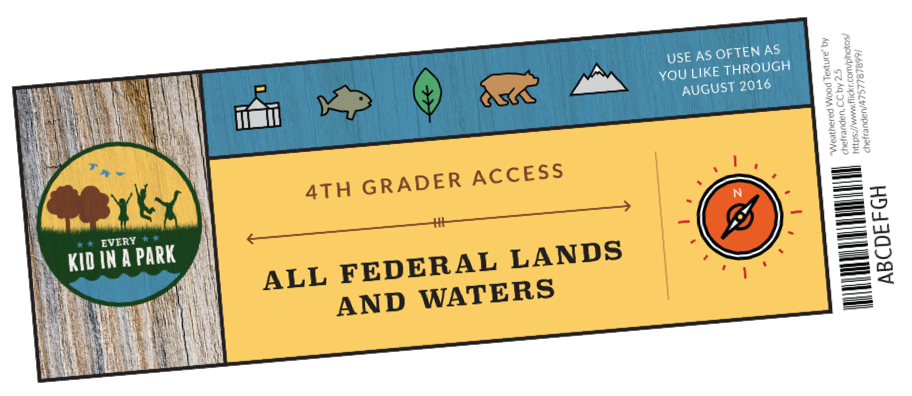 EVERY
KID IN A PARK
USE AS OFTEN AS
YOU LIKE THROUGH
AUGUST 2016
4TH GRADER ACCESS
ALL FEDERAL LANDS
AND WATERS
N
"Weathered Wood Texture" by
chefranden, CC by 2.5
https://www.flickr.com/photos/
chefranden/4757787899/
ABCDEFGH